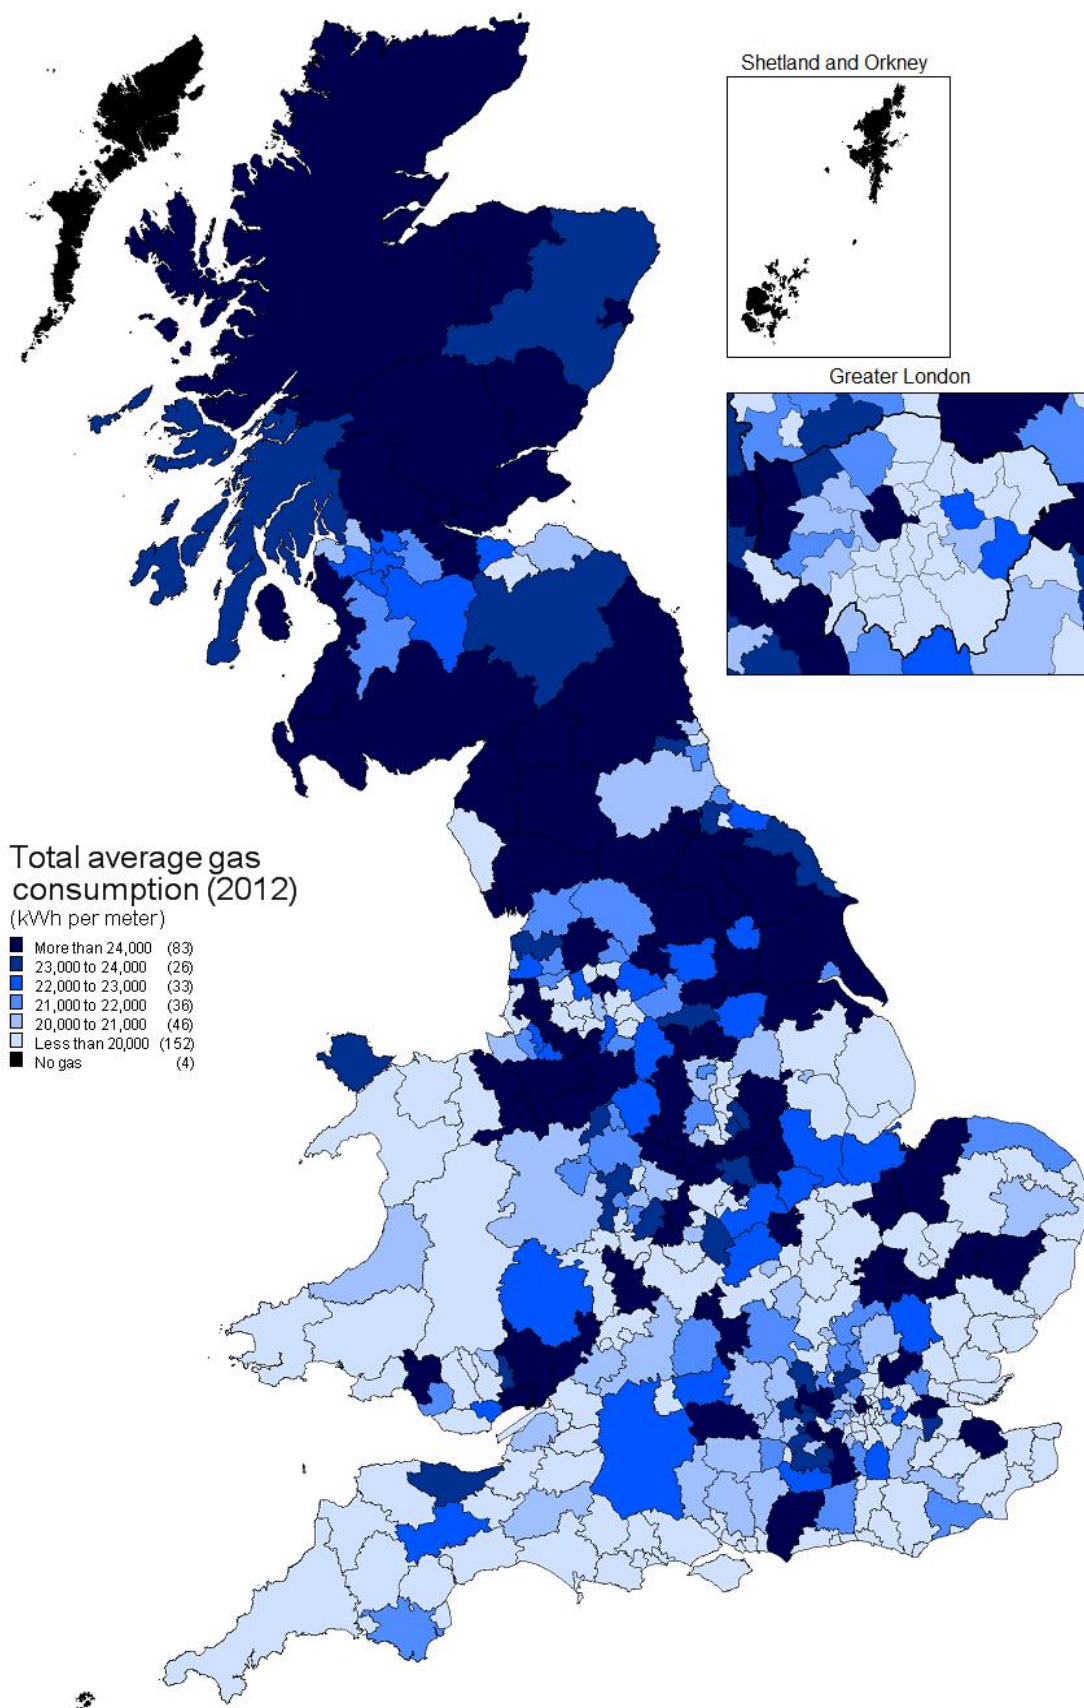 Shetland and Orkney
Greater London
Total average gas
consumption (2012)
(kWh per meter)
More than 24,000 (83)
23,000 to 24,000 (26)
22,000 to 23,000 (33)
21,000 to 22,000 (36)
20,000 to 21,000 (46)
Less than 20,000 (152)
No gas (4)